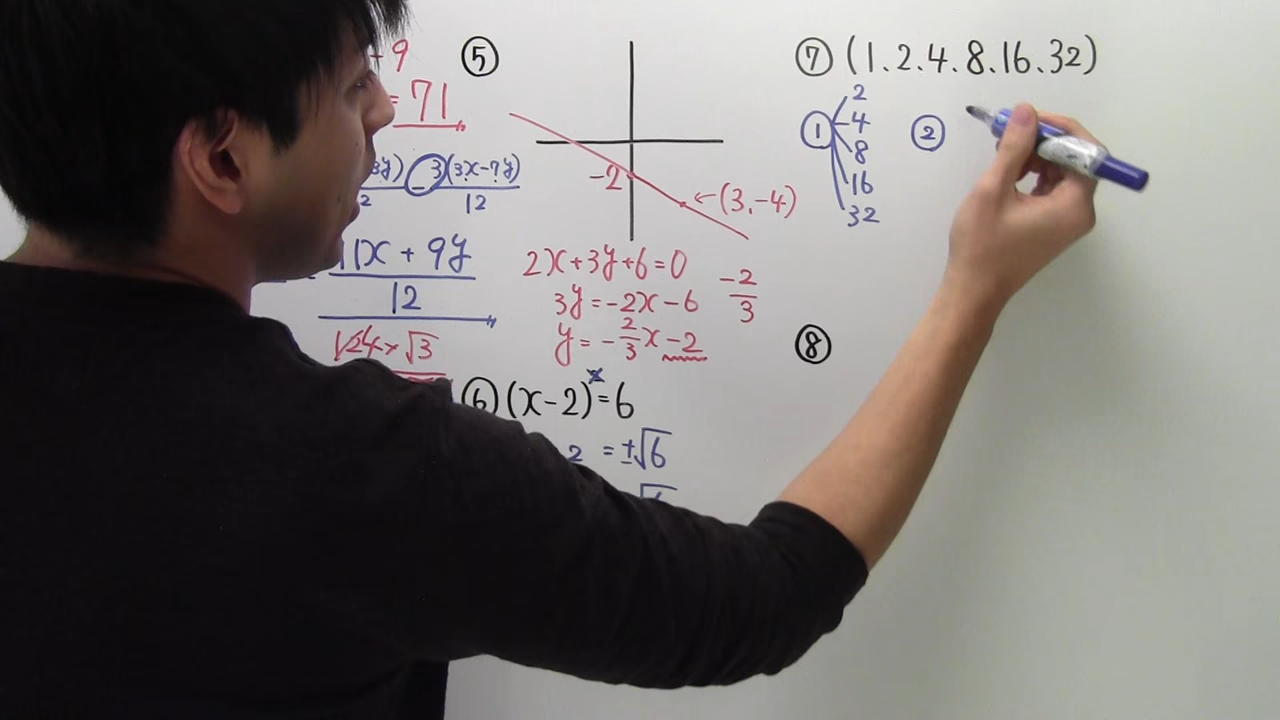 + 9
= 71
3y) - 3(3x-7y)
2 12
11x + 9y
12
√24 × √3
⑤
-2
←(3,-4)
2x+3y+6=0
3y=-2x-6
y=-2/3x-2
-2/3
⑥ (x-2)²=6
2 = ±√6
√6
⑦ (1.2.4.8.16.32)
① 2
4
8
16
32
②
⑧